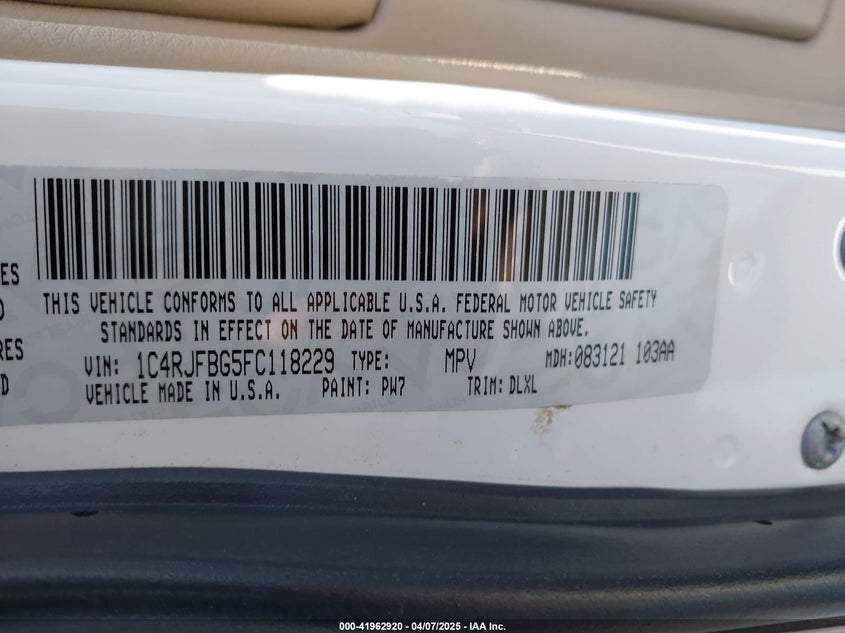 ES
RES
D
THIS VEHICLE CONFORMS TO ALL APPLICABLE U.S.A. FEDERAL MOTOR VEHICLE SAFETY
STANDARDS IN EFFECT ON THE DATE OF MANUFACTURE SHOWN ABOVE.
VIN: 1C4RJFBG5FC118229 TYPE: MPV MDH:083121 103AA
VEHICLE MADE IN U.S.A. PAINT: PW7 TRIM: DLXL
000-41962920 - 04/07/2025 - IAA Inc.